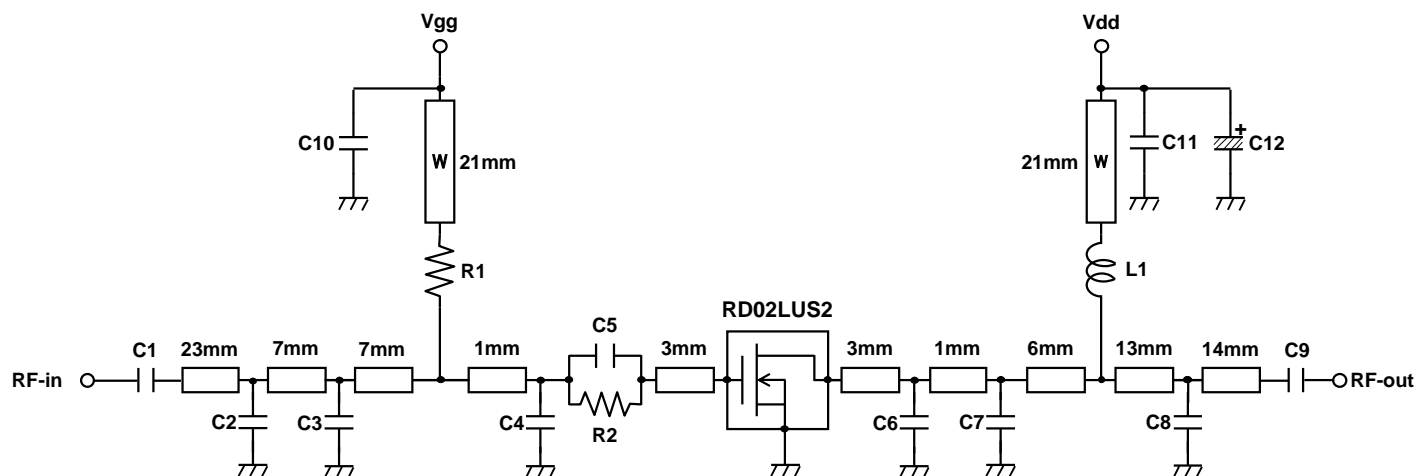 Vgg
Vdd
C10
W
21mm
21mm
W
C11
+
C12
R1
L1
RD02LUS2
RF-in
C1
23mm
7mm
7mm
1mm
C5
3mm
3mm
1mm
6mm
13mm
14mm
C9
RF-out
C2
C3
C4
R2
C6
C7
C8